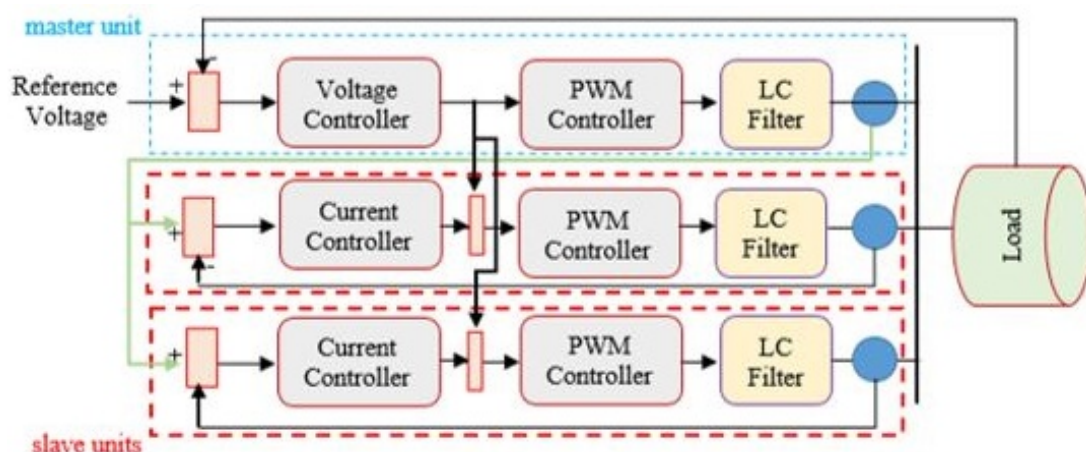 master unit
-
+
Reference
Voltage
Voltage
Controller
PWM
Controller
LC
Filter
Current
Controller
PWM
Controller
LC
Filter
+
-
Load
Current
Controller
PWM
Controller
LC
Filter
+
slave units